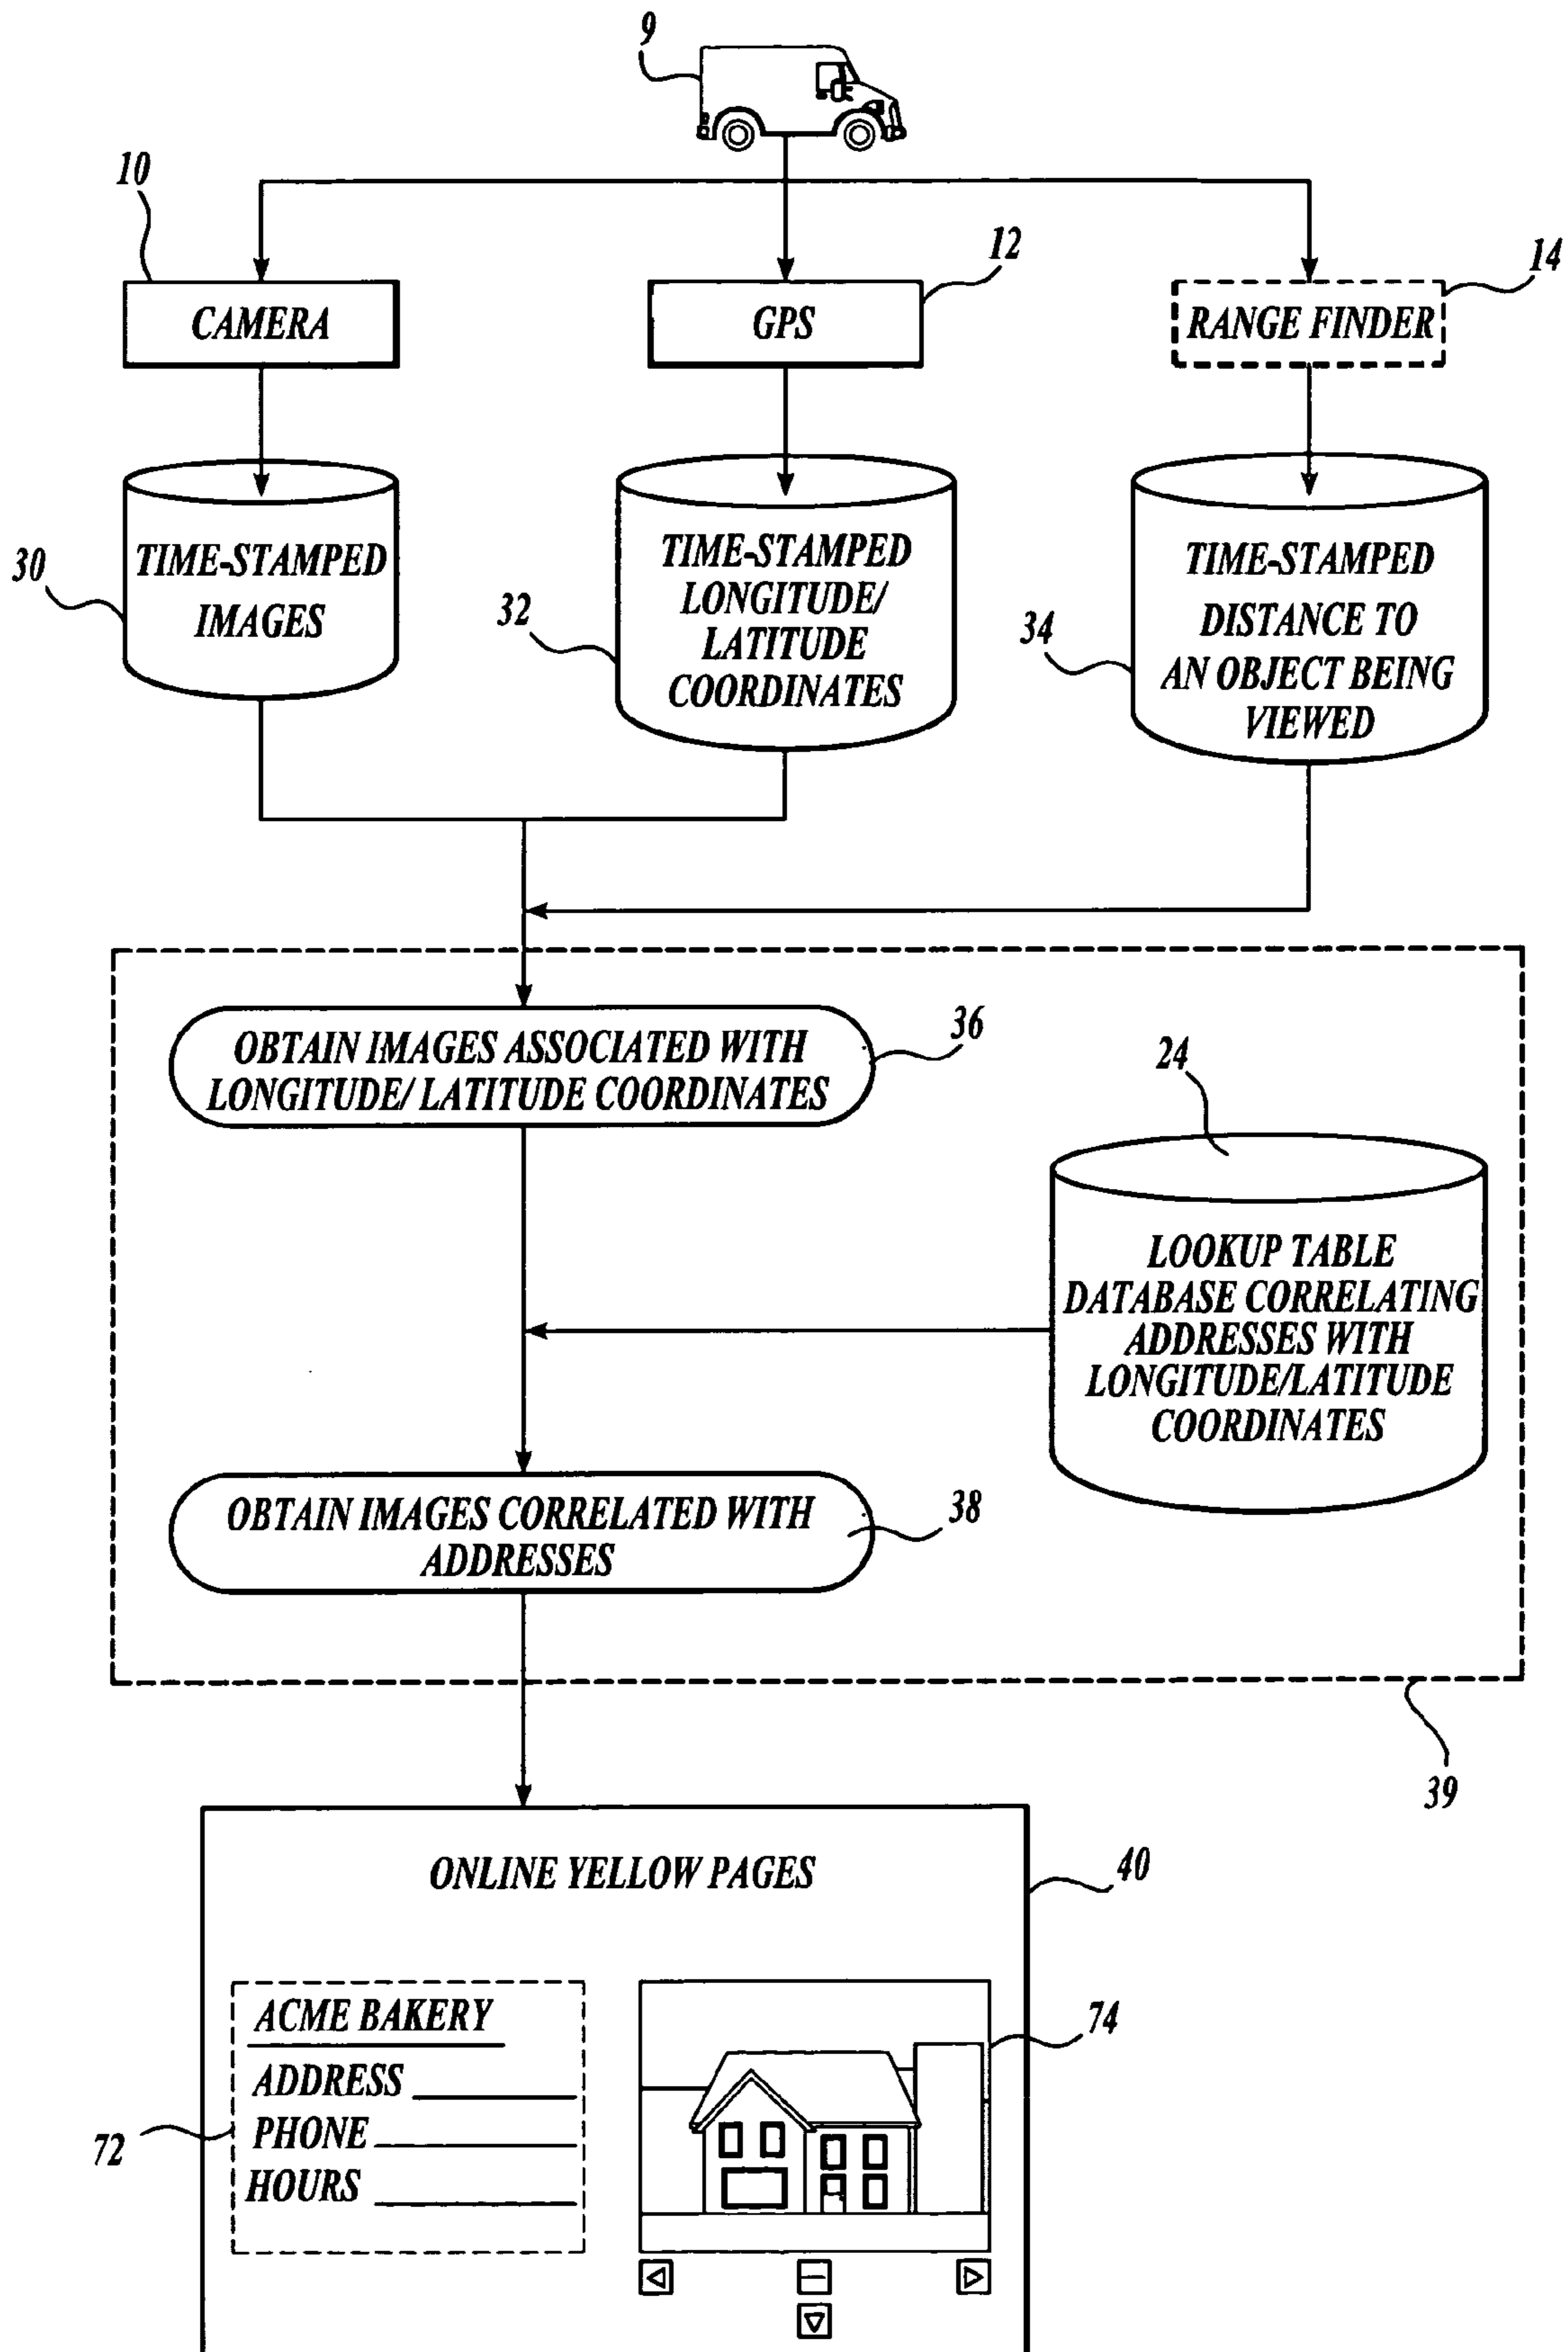 9
10
12
14
CAMERA
GPS
RANGE FINDER
30
TIME-STAMPED
IMAGES
32
TIME-STAMPED
LONGITUDE/
LATITUDE
COORDINATES
34
TIME-STAMPED
DISTANCE TO
AN OBJECT BEING
VIEWED
36
OBTAIN IMAGES ASSOCIATED WITH
LONGITUDE/ LATITUDE COORDINATES
24
LOOKUP TABLE
DATABASE CORRELATING
ADDRESSES WITH
LONGITUDE/LATITUDE
COORDINATES
38
OBTAIN IMAGES CORRELATED WITH
ADDRESSES
39
40
ONLINE YELLOW PAGES
72
ACME BAKERY
ADDRESS
PHONE
HOURS
74